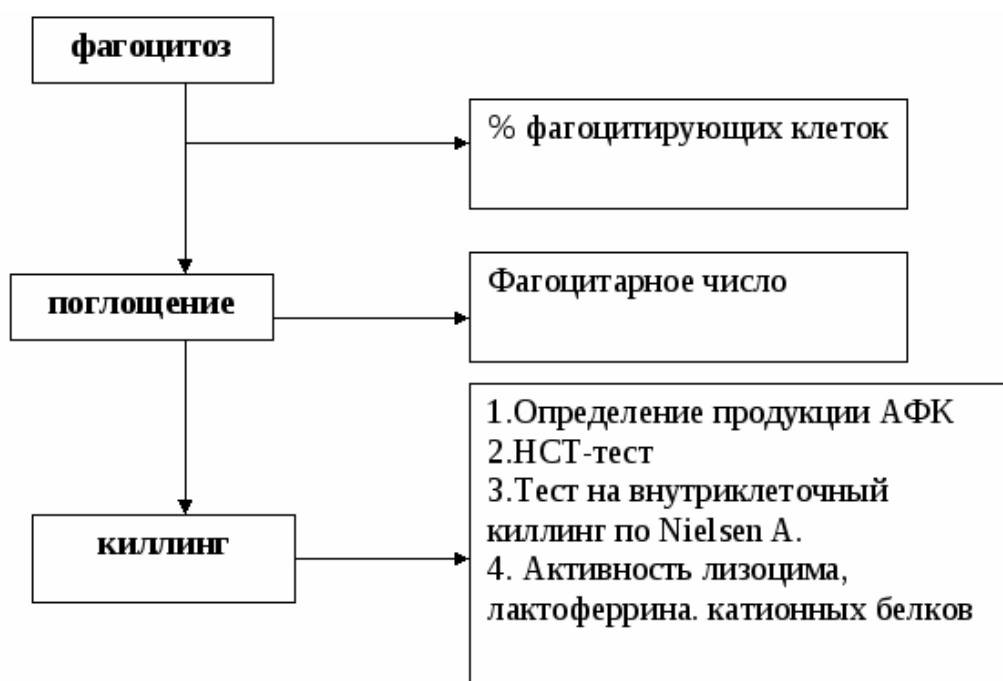 фагоцитоз
% фагоцитирующих клеток
поглощение
Фагоцитарное число
киллинг
1.Определение продукции АФК
2.НСТ-тест
3.Тест на внутриклеточный
киллинг по Nielsen A.
4. Активность лизоцима,
лактоферрина. катионных белков